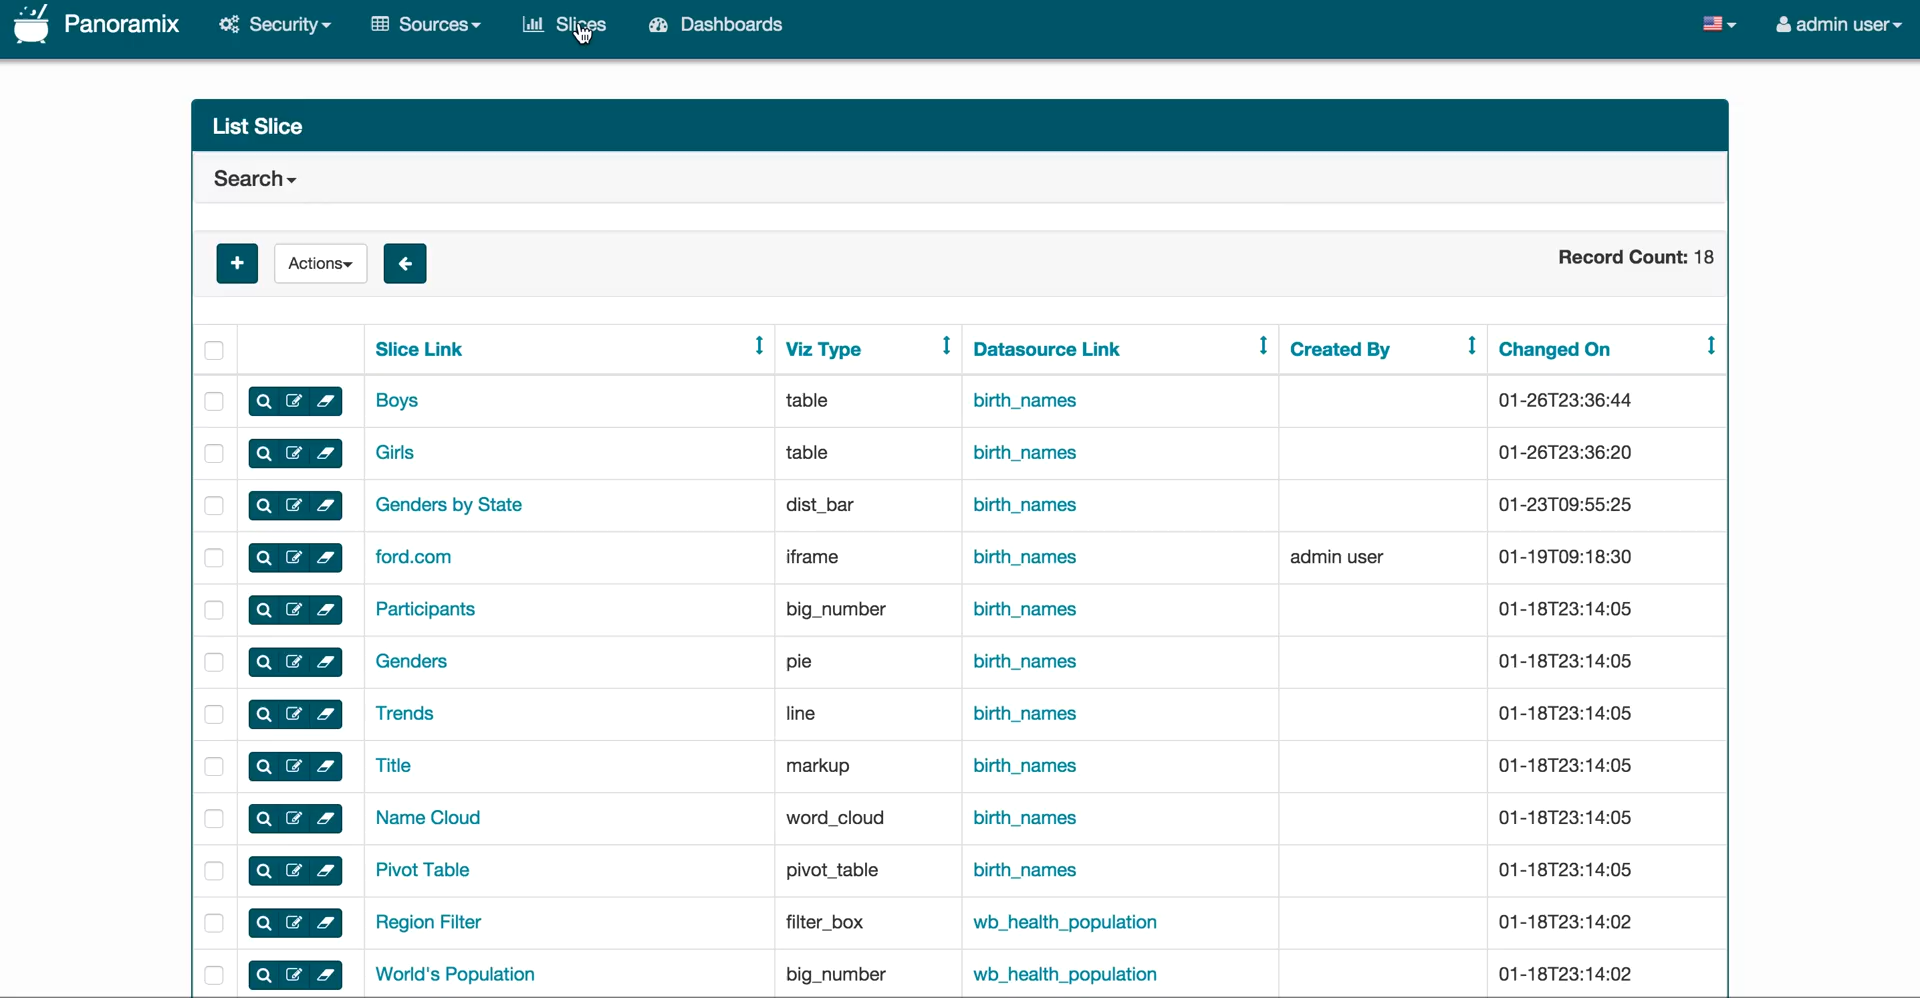 Panoramix Security Sources Slices Dashboards admin user
List Slice
Search
+ Actions Record Count: 18
Slice Link Viz Type Datasource Link Created By Changed On
Boys table birth_names 01-26T23:36:44
Girls table birth_names 01-26T23:36:20
Genders by State dist_bar birth_names 01-23T09:55:25
ford.com iframe birth_names admin user 01-19T09:18:30
Participants big_number birth_names 01-18T23:14:05
Genders pie birth_names 01-18T23:14:05
Trends line birth_names 01-18T23:14:05
Title markup birth_names 01-18T23:14:05
Name Cloud word_cloud birth_names 01-18T23:14:05
Pivot Table pivot_table birth_names 01-18T23:14:05
Region Filter filter_box wb_health_population 01-18T23:14:02
World's Population big_number wb_health_population 01-18T23:14:02